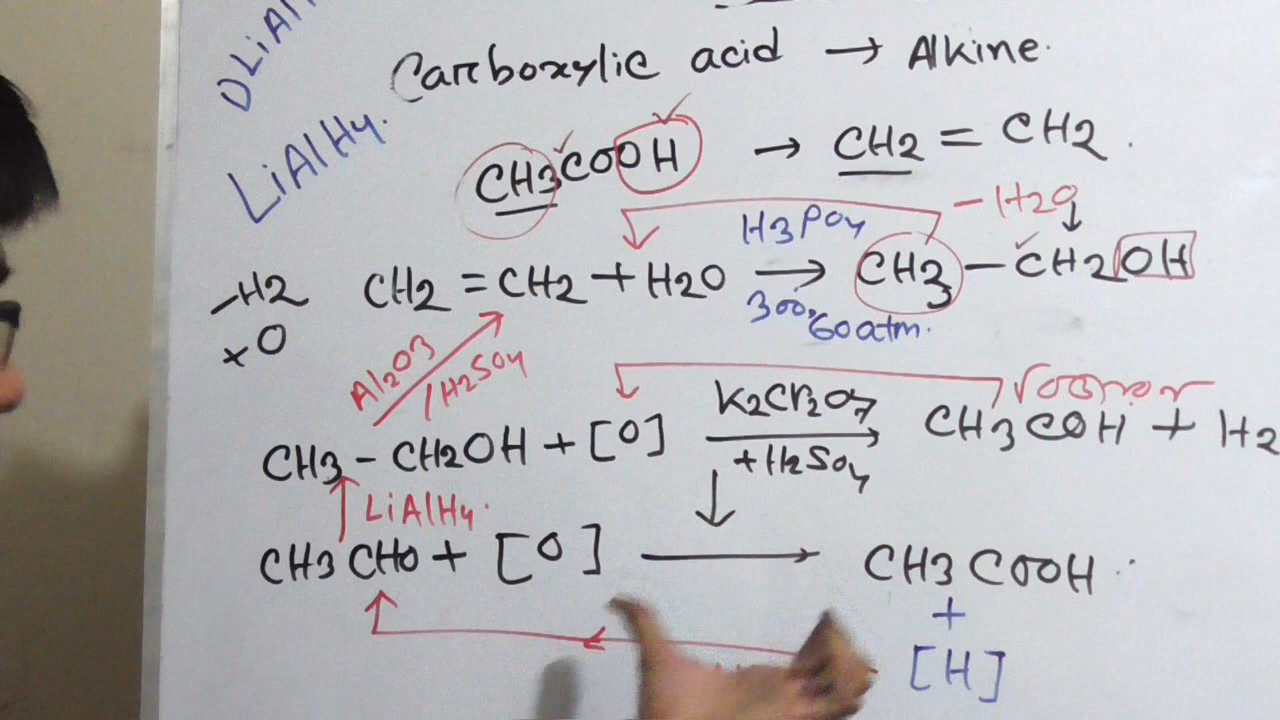 LiAlH
Carboxylic acid → Alkine.
LiAlH4.
CH3COOH → CH2 = CH2.
- H2O
H3PO4
-H2
CH2 = CH2 + H2O → CH3 - CH2OH
300, 60atm.
× O
Al2O3 / H2SO4
CH3 - CH2OH + [O] K2Cr2O7 + H2SO4 → CH3COH + H2
LiAlH4.
CH3CHO + [O] → CH3COOH
+
[H]